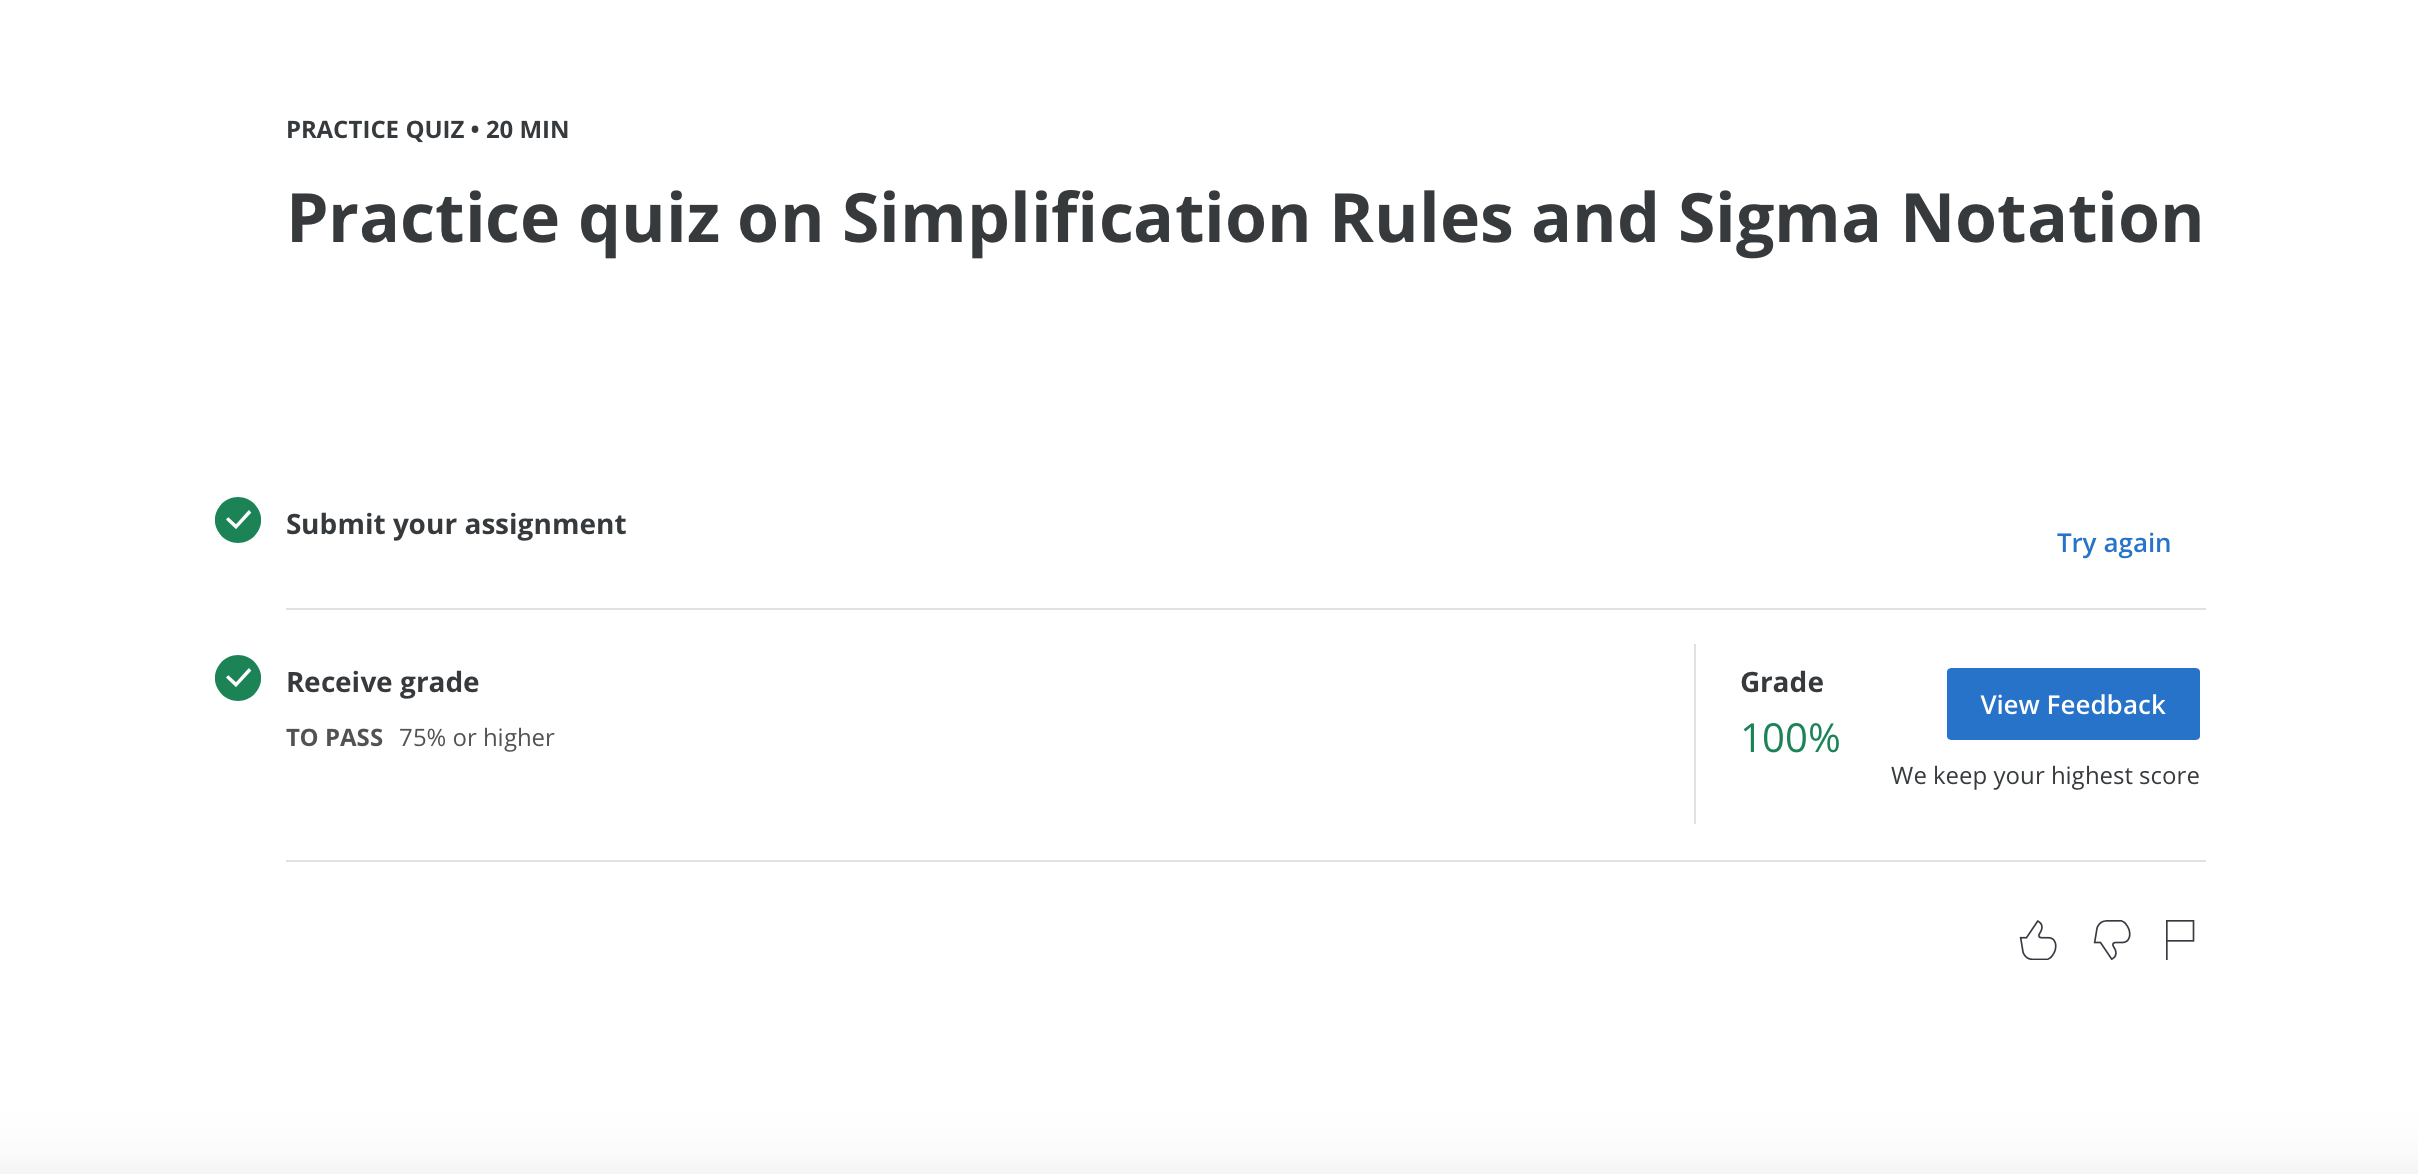 PRACTICE QUIZ • 20 MIN
Practice quiz on Simplification Rules and Sigma Notation
Submit your assignment
Try again
Receive grade
TO PASS 75% or higher
Grade
100%
View Feedback
We keep your highest score